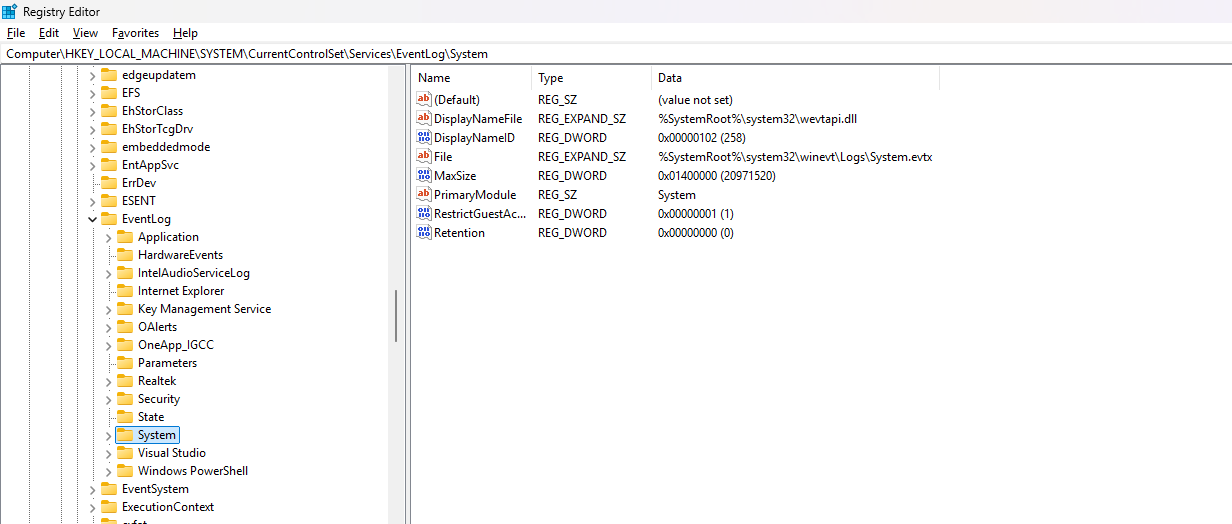 Registry Editor
File Edit View Favorites Help
Computer\HKEY_LOCAL_MACHINE\SYSTEM\CurrentControlSet\Services\EventLog\System
edgeupdatem
EFS
EhStorClass
EhStorTcgDrv
embeddedmode
EntAppSvc
ErrDev
ESENT
EventLog
Application
HardwareEvents
IntelAudioServiceLog
Internet Explorer
Key Management Service
OAlerts
OneApp_IGCC
Parameters
Realtek
Security
State
System
Visual Studio
Windows PowerShell
EventSystem
ExecutionContext
Name Type Data
(Default) REG_SZ (value not set)
DisplayNameFile REG_EXPAND_SZ %SystemRoot%\system32\wevtapi.dll
DisplayNameID REG_DWORD 0x00000102 (258)
File REG_EXPAND_SZ %SystemRoot%\system32\winevt\Logs\System.evtx
MaxSize REG_DWORD 0x01400000 (20971520)
PrimaryModule REG_SZ System
RestrictGuestAc... REG_DWORD 0x00000001 (1)
Retention REG_DWORD 0x00000000 (0)